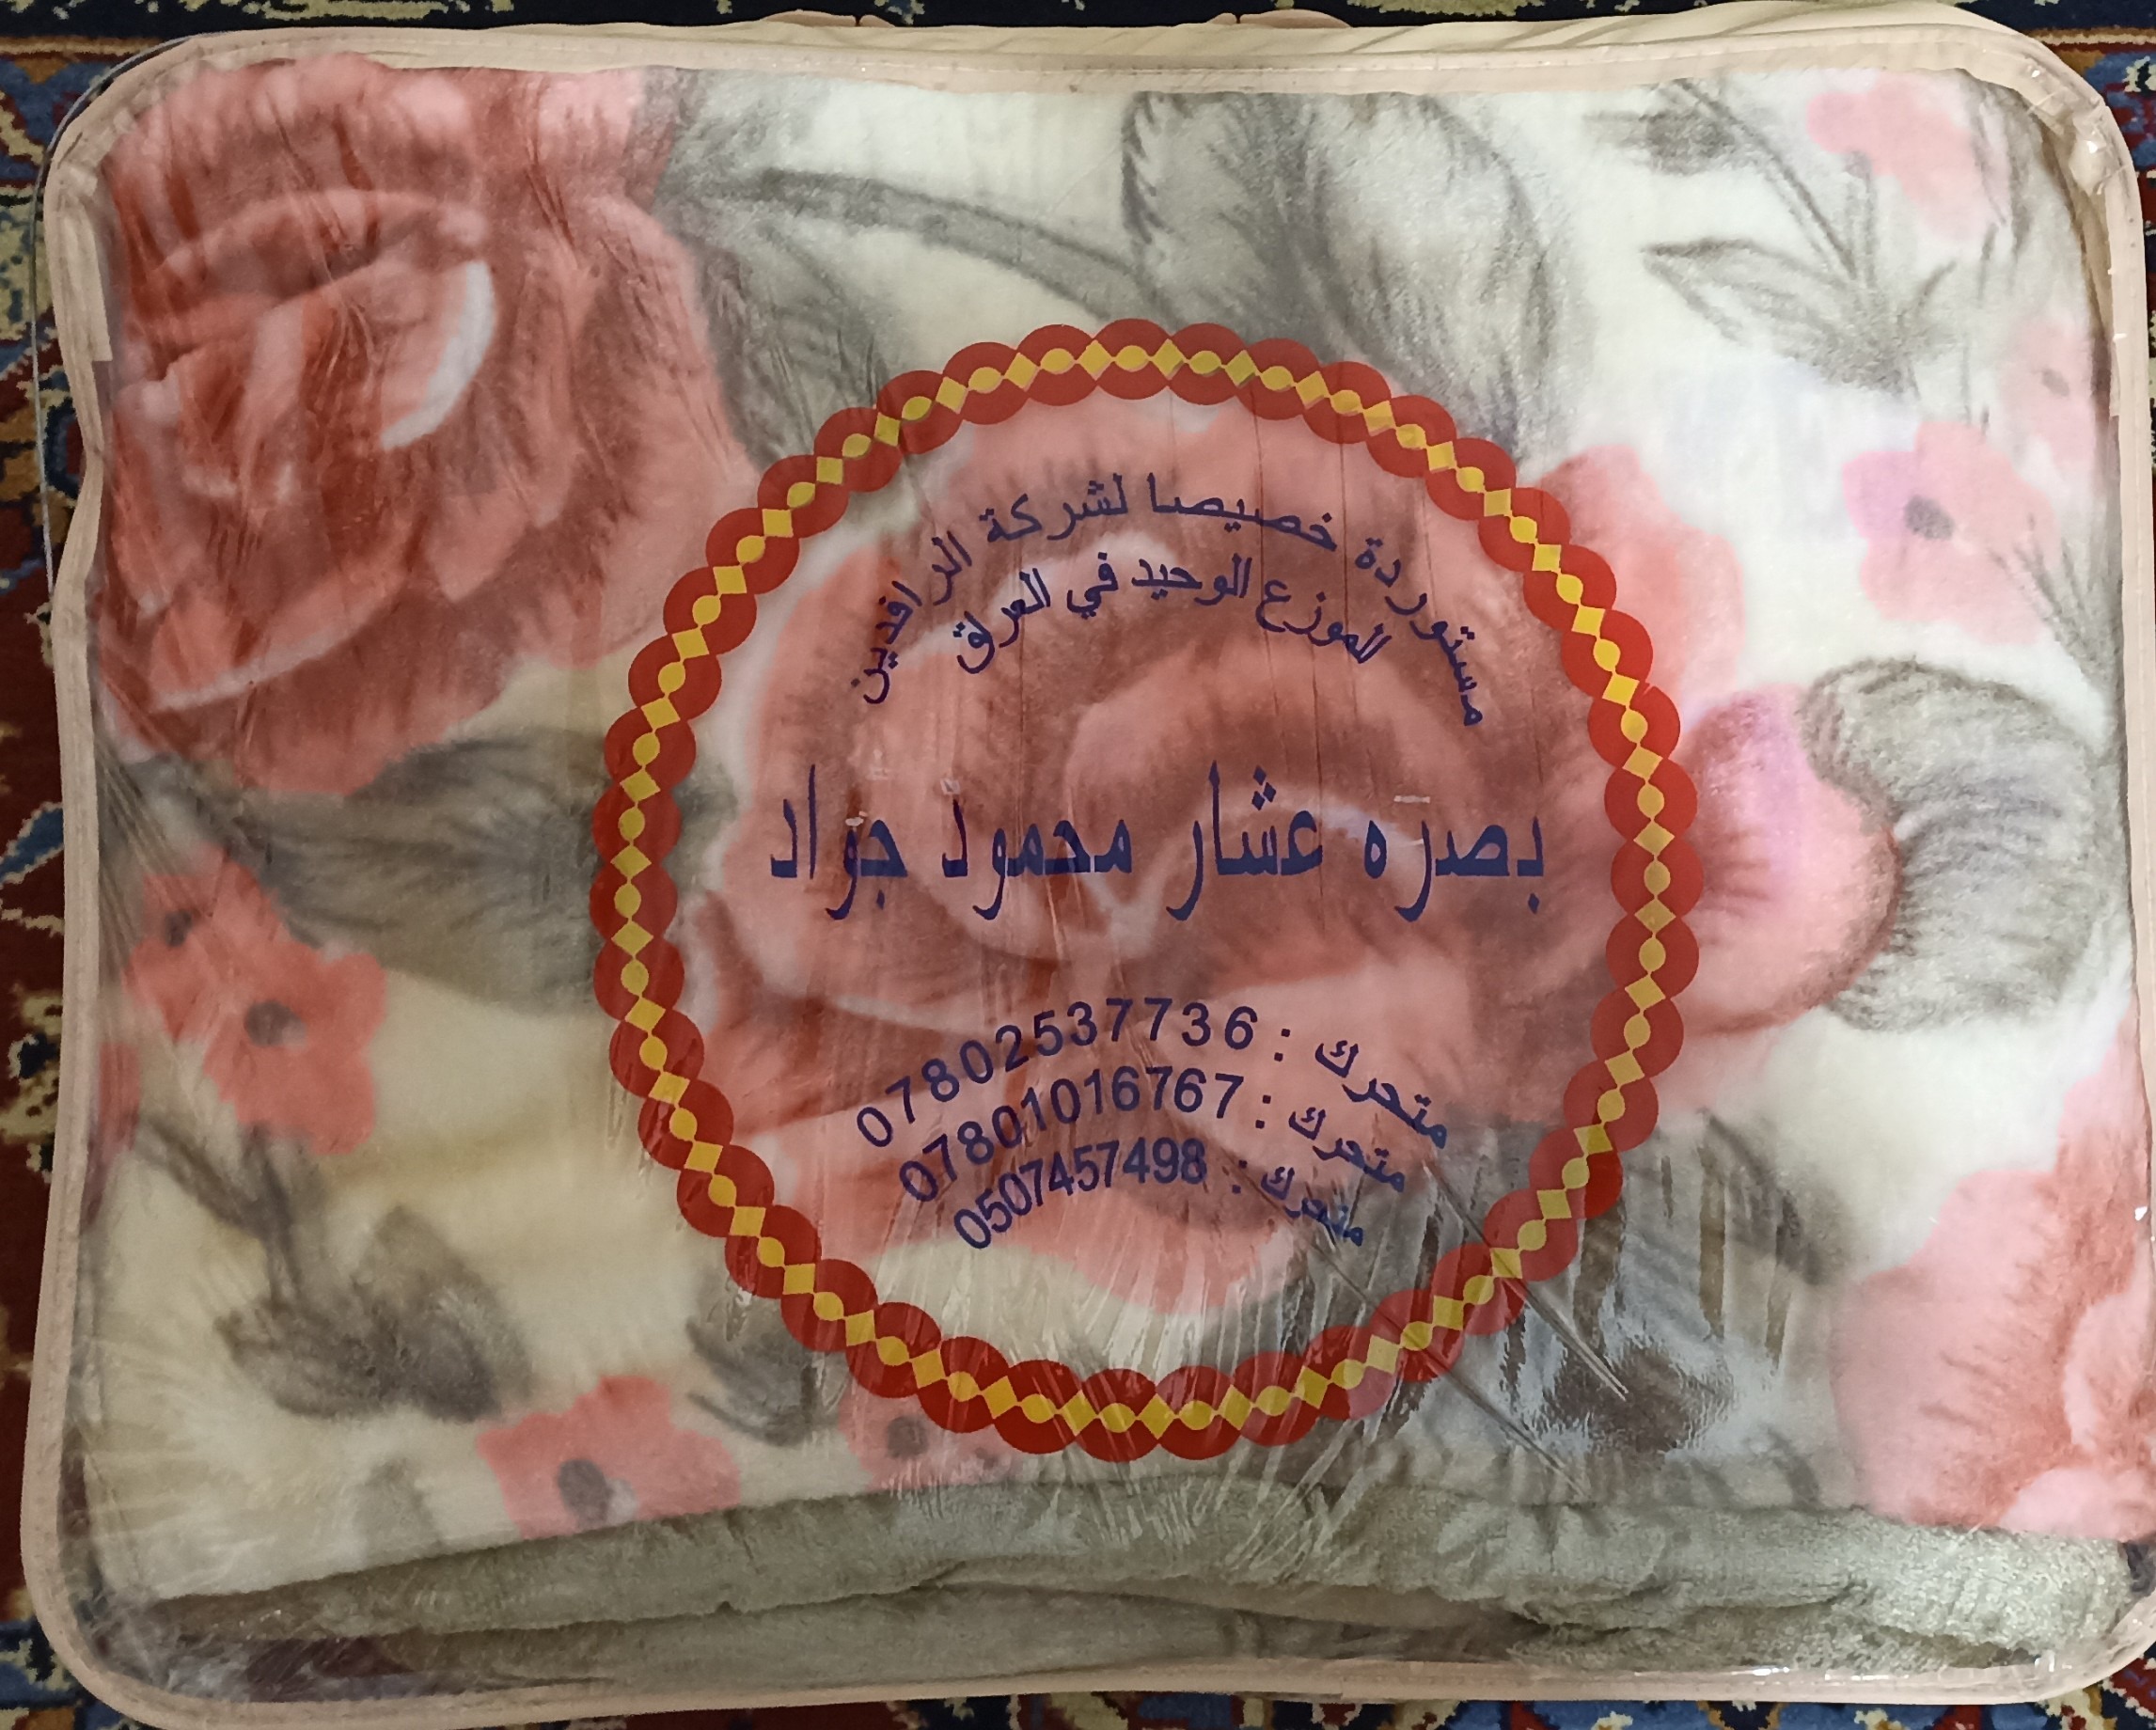 مستوردة خصيصا لشركة الرافدين
الموزع الوحيد في العراق
بصره عشار محمود جواد
متحرك : 07802537736
متحرك : 07801016767
متحرك : 0507457498